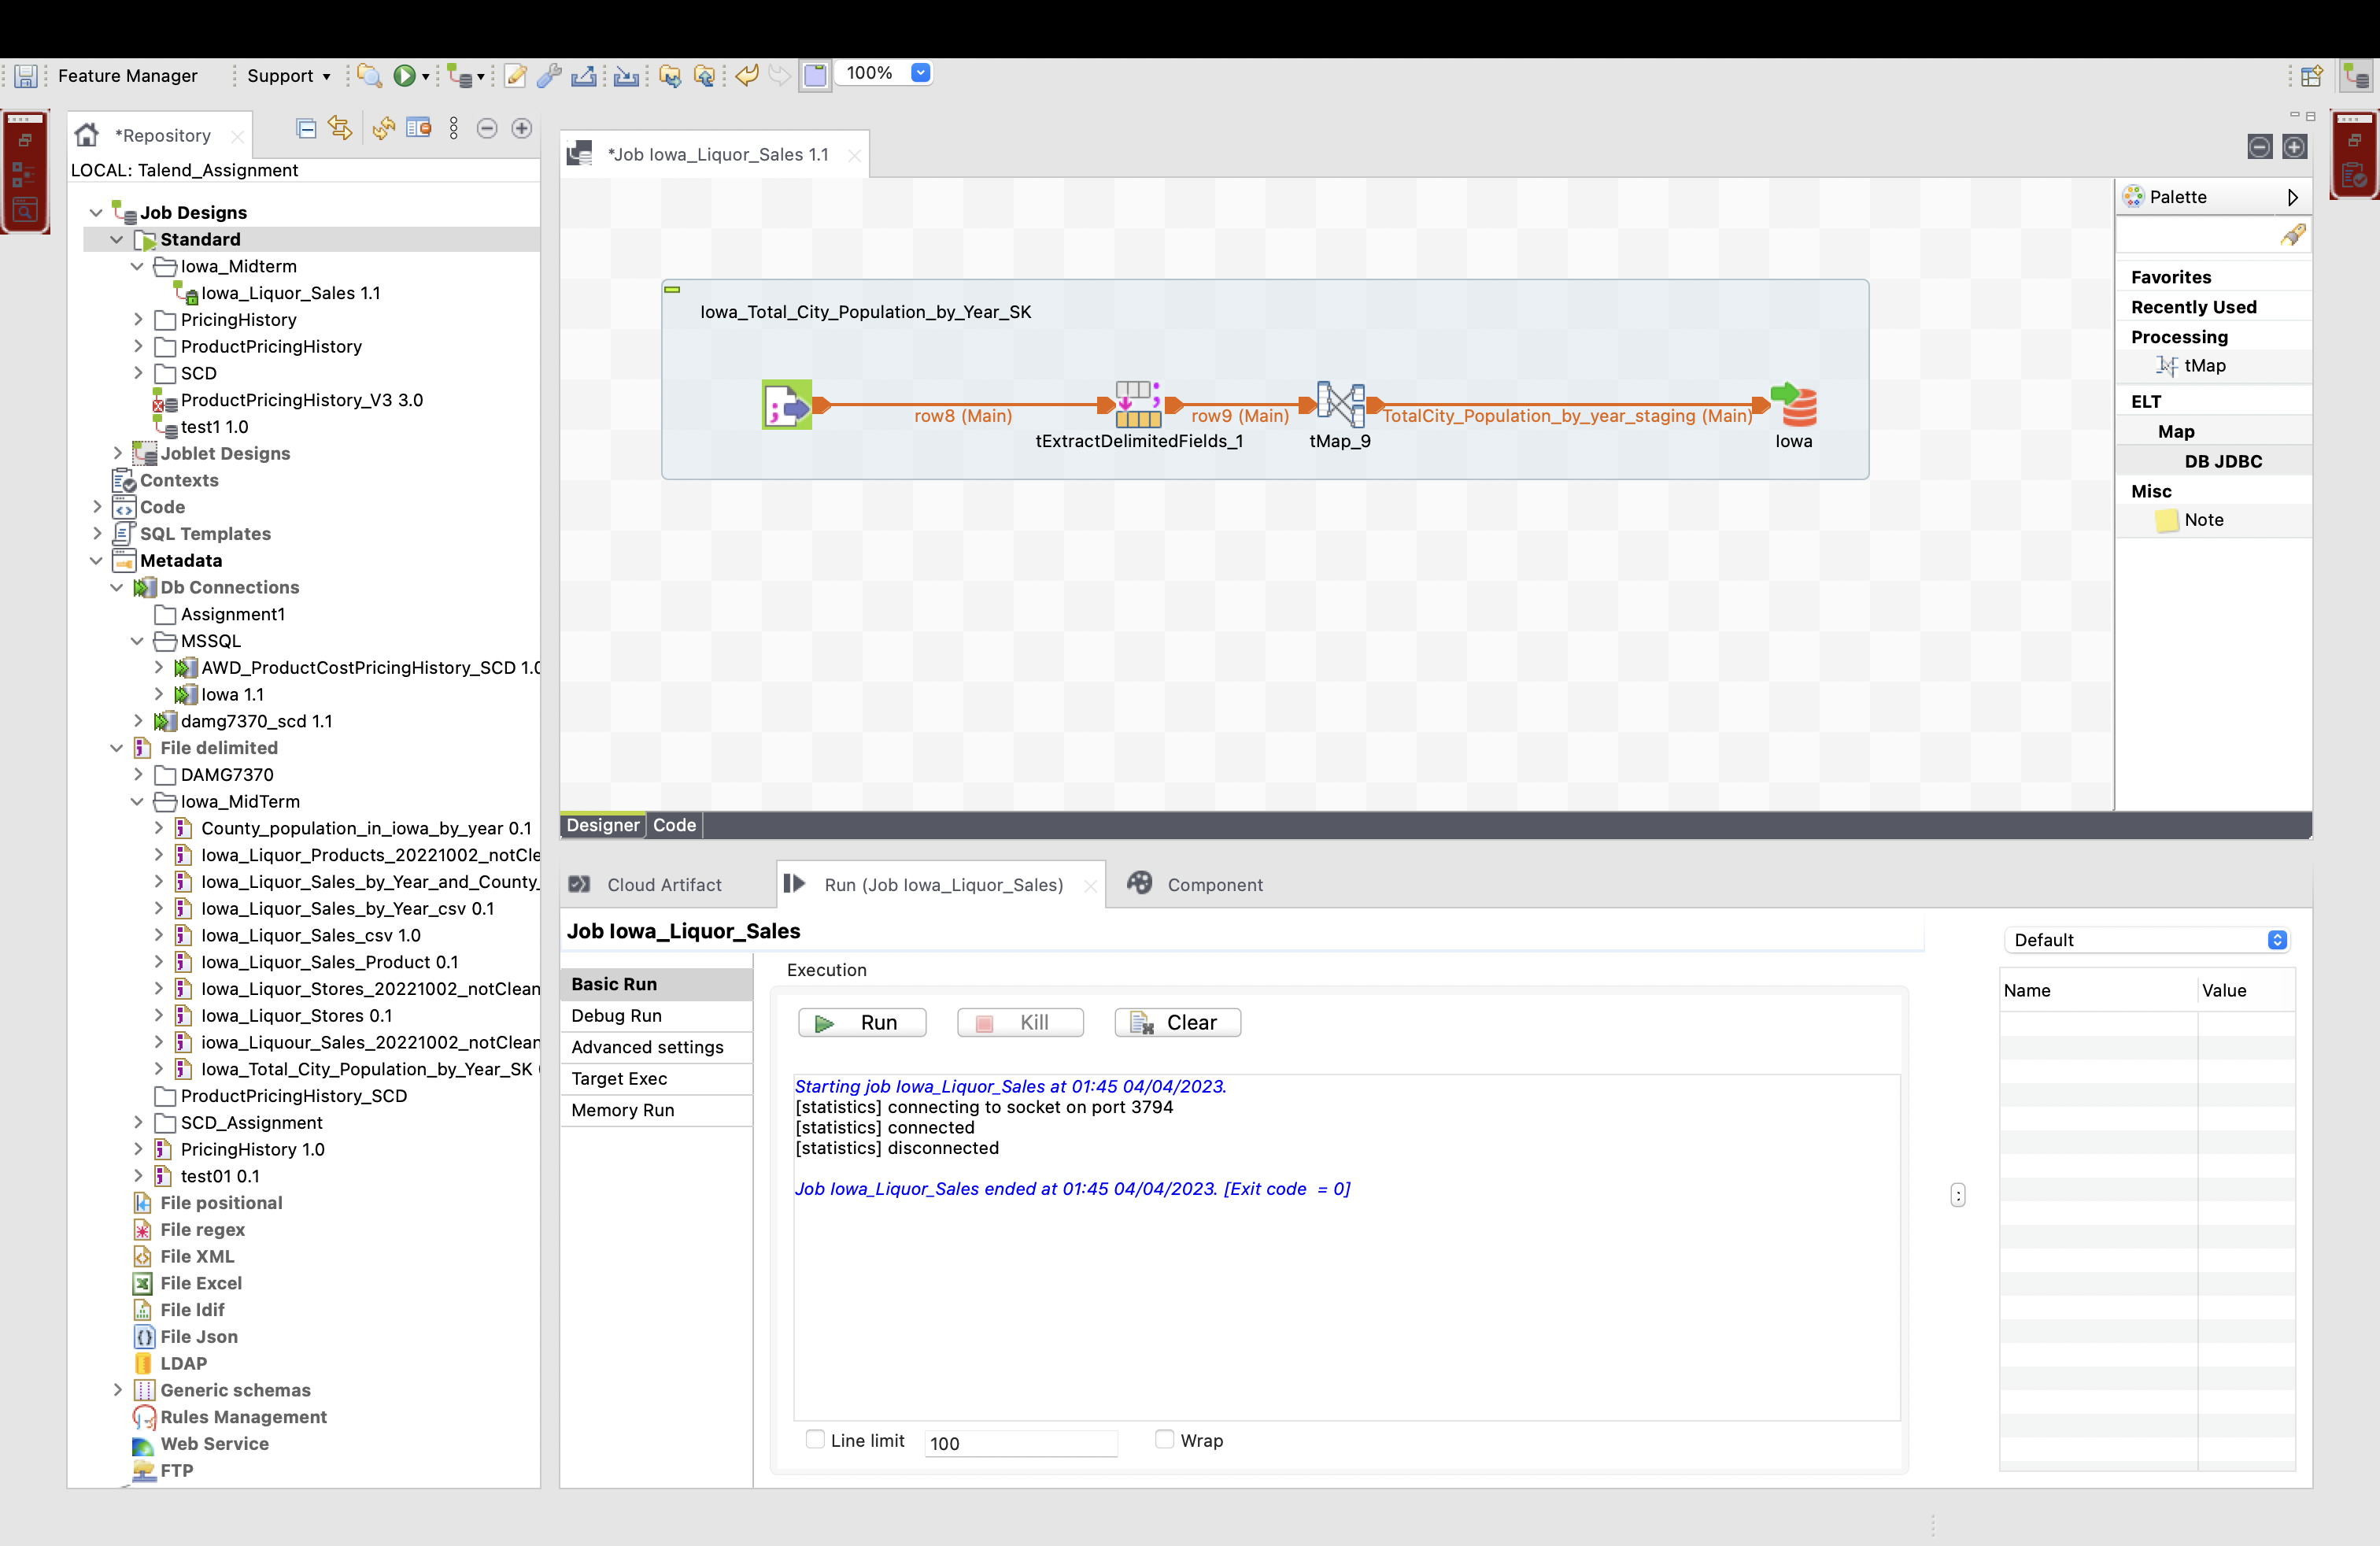 Feature Manager
Support
100%
*Repository
LOCAL: Talend_Assignment
Job Designs
Standard
Iowa_Midterm
Iowa_Liquor_Sales 1.1
PricingHistory
ProductPricingHistory
SCD
ProductPricingHistory_V3 3.0
test1 1.0
Joblet Designs
Contexts
Code
SQL Templates
Metadata
Db Connections
Assignment1
MSSQL
AWD_ProductCostPricingHistory_SCD 1.0
Iowa 1.1
damg7370_scd 1.1
File delimited
DAMG7370
Iowa_MidTerm
County_population_in_iowa_by_year 0.1
Iowa_Liquor_Products_20221002_notCle
Iowa_Liquor_Sales_by_Year_and_County_
Iowa_Liquor_Sales_by_Year_csv 0.1
Iowa_Liquor_Sales_csv 1.0
Iowa_Liquor_Sales_Product 0.1
Iowa_Liquor_Stores_20221002_notClean
Iowa_Liquor_Stores 0.1
iowa_Liquour_Sales_20221002_notClean
Iowa_Total_City_Population_by_Year_SK
ProductPricingHistory_SCD
SCD_Assignment
PricingHistory 1.0
test01 0.1
File positional
File regex
File XML
File Excel
File ldif
File Json
LDAP
Generic schemas
Rules Management
Web Service
FTP
*Job Iowa_Liquor_Sales 1.1
Iowa_Total_City_Population_by_Year_SK
row8 (Main)
row9 (Main)
TotalCity_Population_by_year_staging (Main)
tExtractDelimitedFields_1
tMap_9
Iowa
Palette
Favorites
Recently Used
Processing
tMap
ELT
Map
DB JDBC
Misc
Note
Designer
Code
Cloud Artifact
Run (Job Iowa_Liquor_Sales)
Component
Job Iowa_Liquor_Sales
Basic Run
Debug Run
Advanced settings
Target Exec
Memory Run
Execution
Run
Kill
Clear
Starting job Iowa_Liquor_Sales at 01:45 04/04/2023.
[statistics] connecting to socket on port 3794
[statistics] connected
[statistics] disconnected
Job Iowa_Liquor_Sales ended at 01:45 04/04/2023. [Exit code = 0]
Line limit
100
Wrap
Default
Name
Value